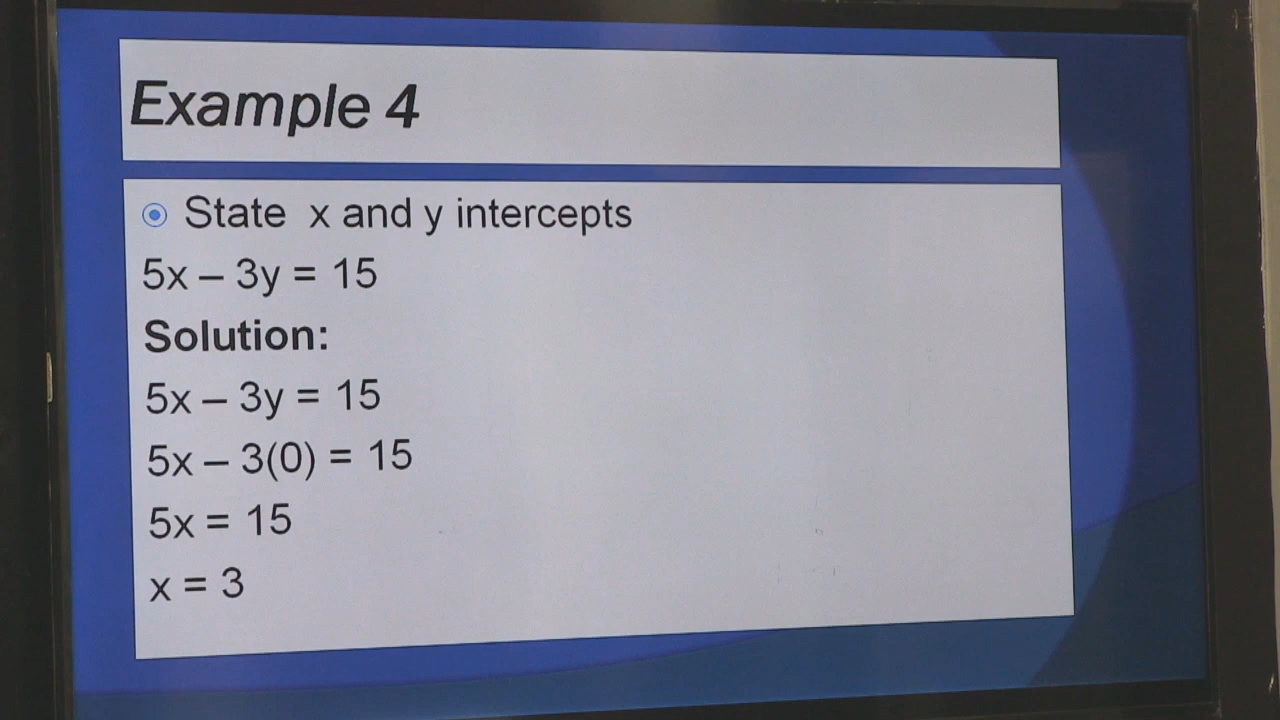 Example 4
State x and y intercepts
5x – 3y = 15
Solution:
5x – 3y = 15
5x – 3(0) = 15
5x = 15
x = 3